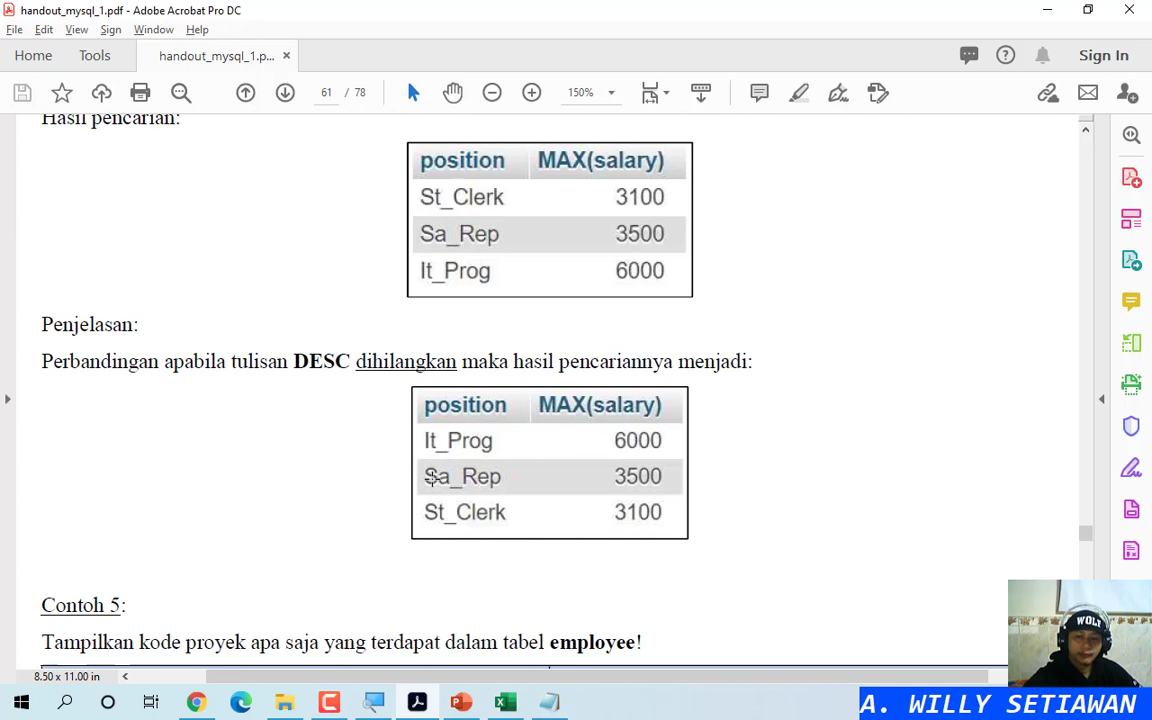 handout_mysql_1.pdf - Adobe Acrobat Pro DC
File Edit View Sign Window Help
Home Tools handout_mysql_1.p... × Sign In
61 / 78 150%
Hasil pencarian:
position MAX(salary)
St_Clerk 3100
Sa_Rep 3500
It_Prog 6000
Penjelasan:
Perbandingan apabila tulisan DESC dihilangkan maka hasil pencariannya menjadi:
position MAX(salary)
It_Prog 6000
Sa_Rep 3500
St_Clerk 3100
Contoh 5:
Tampilkan kode proyek apa saja yang terdapat dalam tabel employee!
8.50 x 11.00 in
WOLV
A. WILLY SETIAWAN